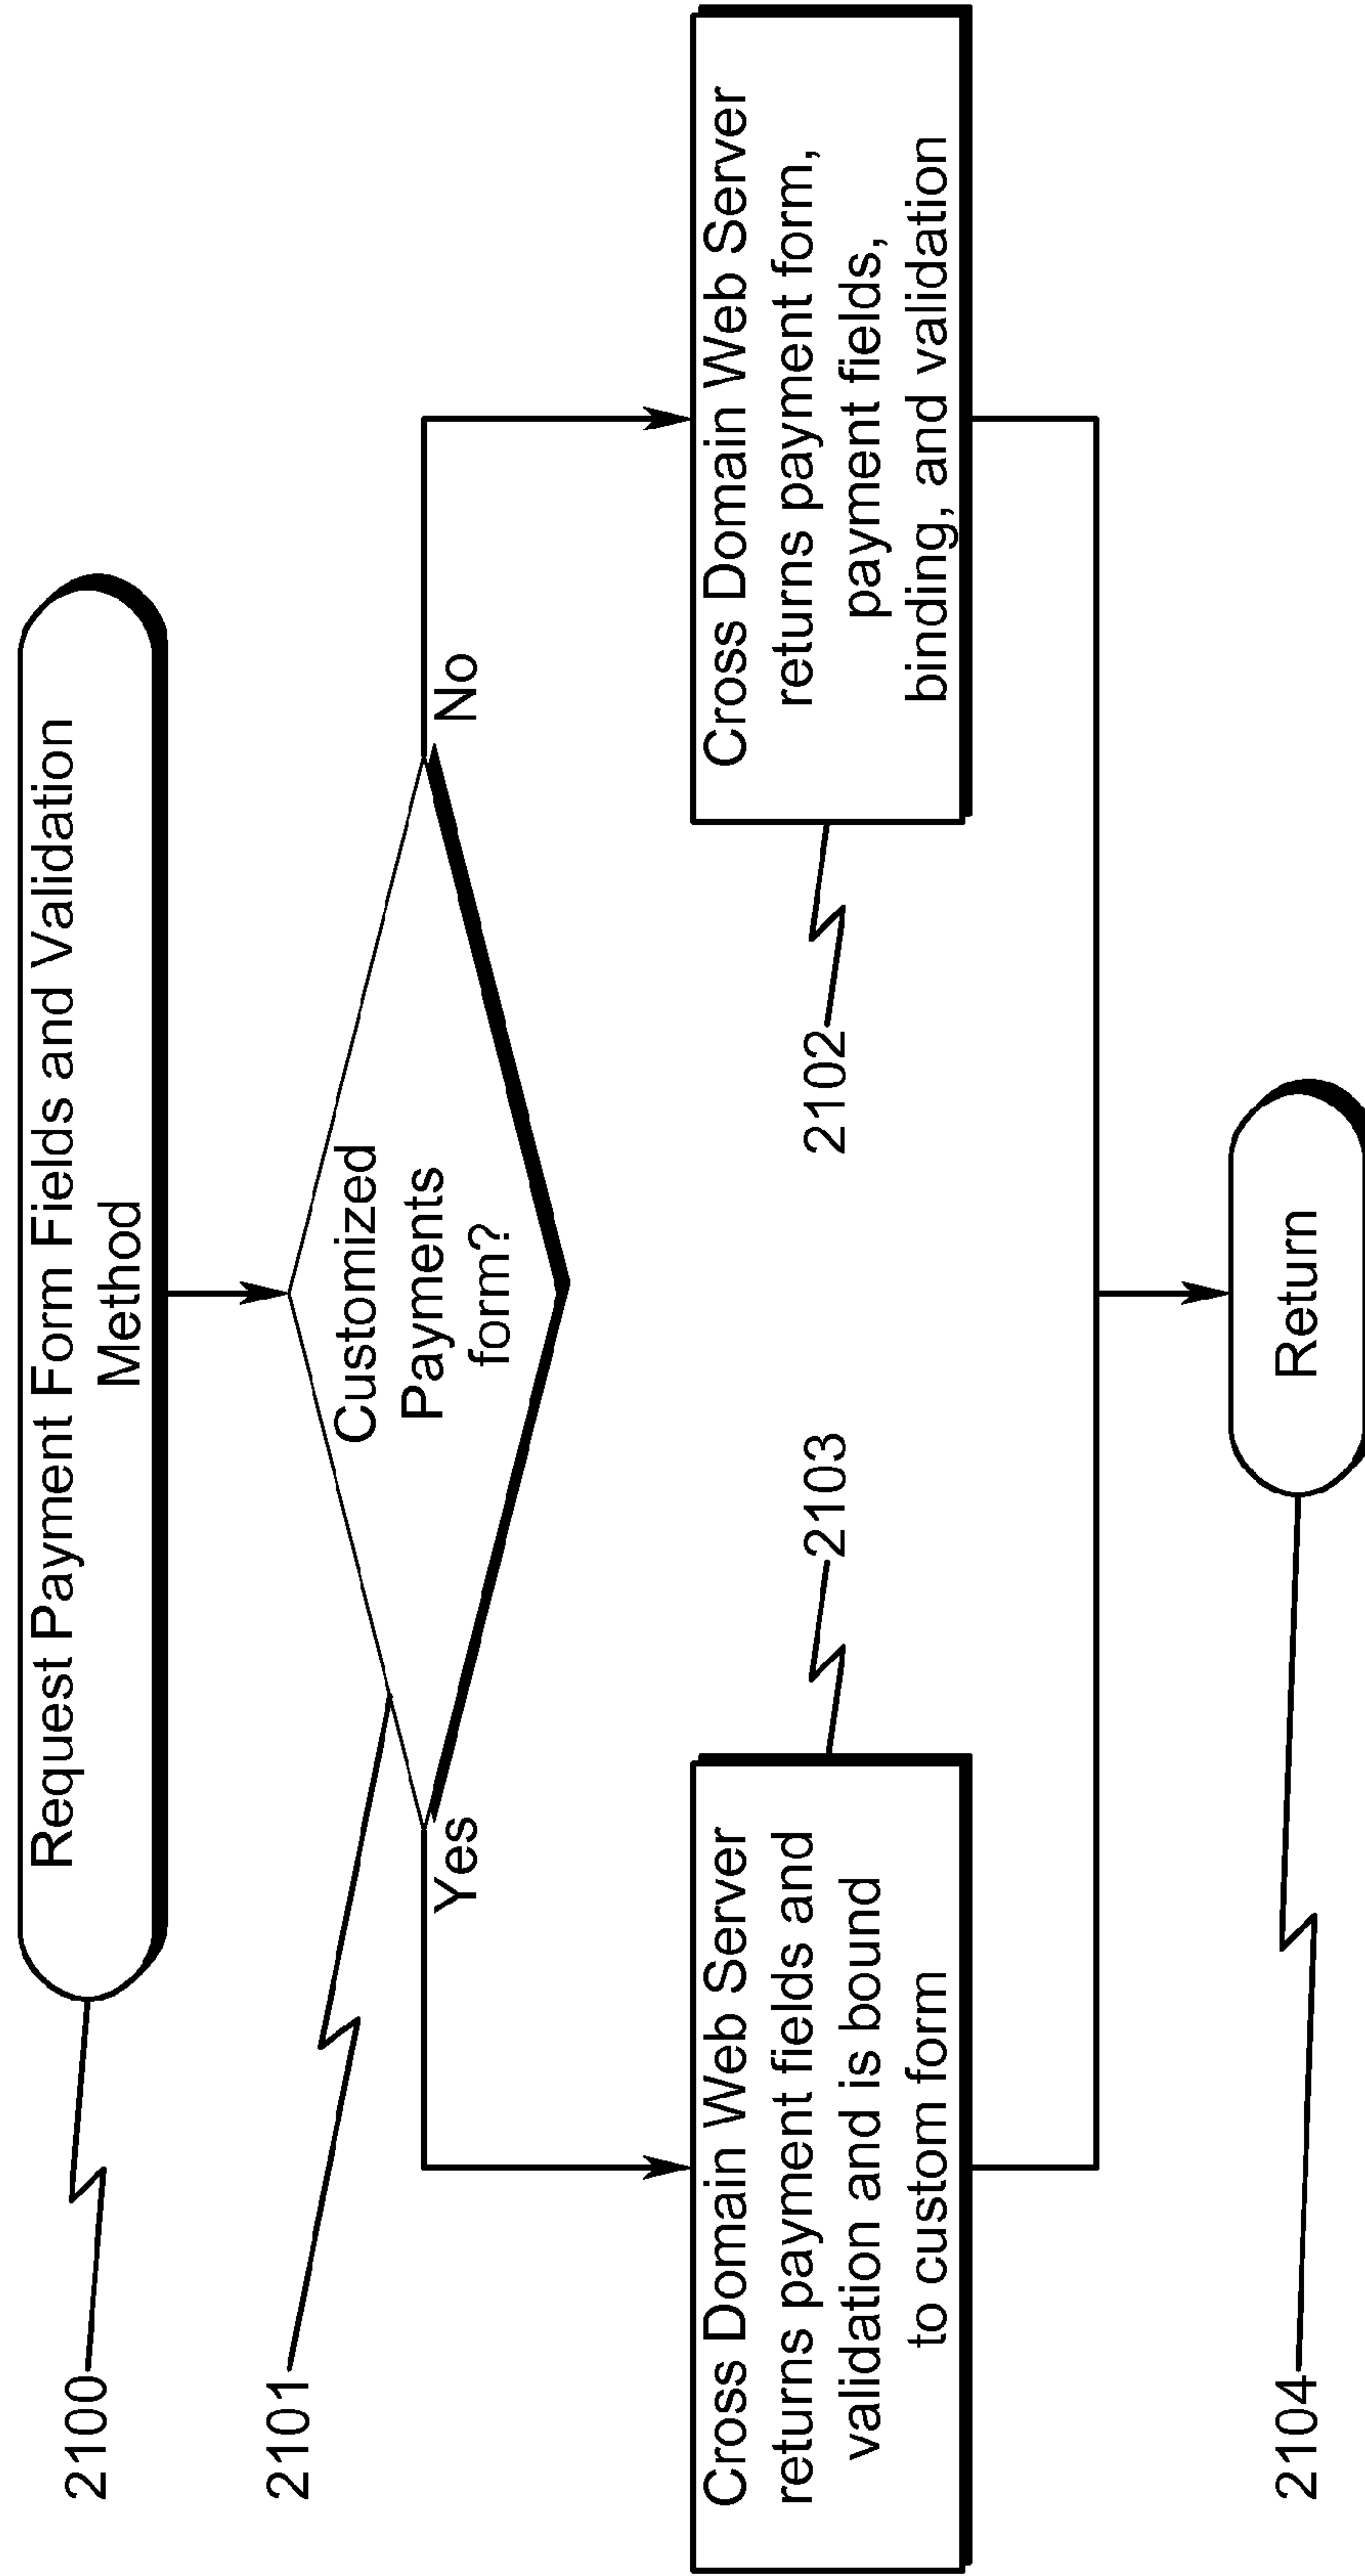 2100
Request Payment Form Fields and Validation
Method
2101
Customized
Payments
form?
Yes
No
Cross Domain Web Server
returns payment fields and
validation and is bound
to custom form
2103
2102
Cross Domain Web Server
returns payment form,
payment fields,
binding, and validation
2104
Return